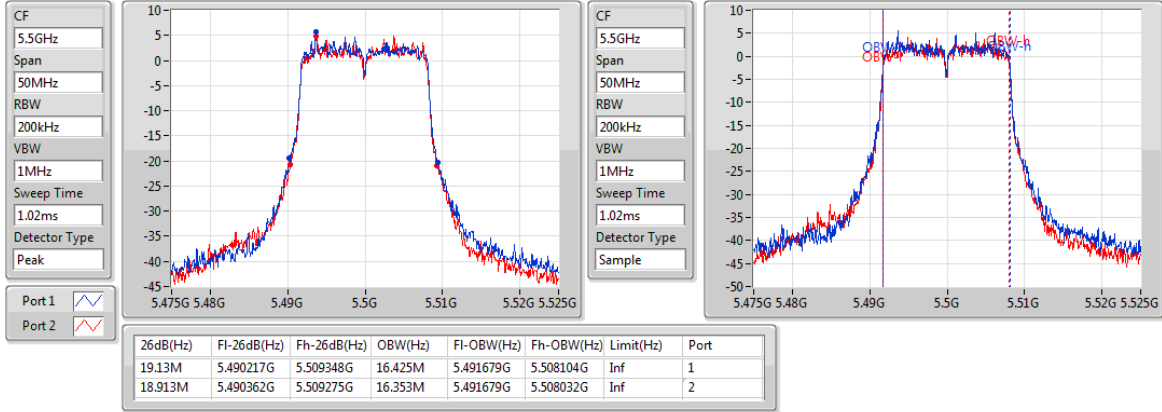 CF
5.5GHz
Span
50MHz
RBW
200kHz
VBW
1MHz
Sweep Time
1.02ms
Detector Type
Peak
Port 1
Port 2
10
5
0
-5
-10
-15
-20
-25
-30
-35
-40
-45
5.475G 5.48G 5.49G 5.5G 5.51G 5.52G 5.525G
CF
5.5GHz
Span
50MHz
RBW
200kHz
VBW
1MHz
Sweep Time
1.02ms
Detector Type
Sample
10
5
0
-5
-10
-15
-20
-25
-30
-35
-40
-45
-50
5.475G 5.48G 5.49G 5.5G 5.51G 5.52G 5.525G
26dB(Hz) Fl-26dB(Hz) Fh-26dB(Hz) OBW(Hz) Fl-OBW(Hz) Fh-OBW(Hz) Limit(Hz) Port
19.13M 5.490217G 5.509348G 16.425M 5.491679G 5.508104G Inf 1
18.913M 5.490362G 5.509275G 16.353M 5.491679G 5.508032G Inf 2